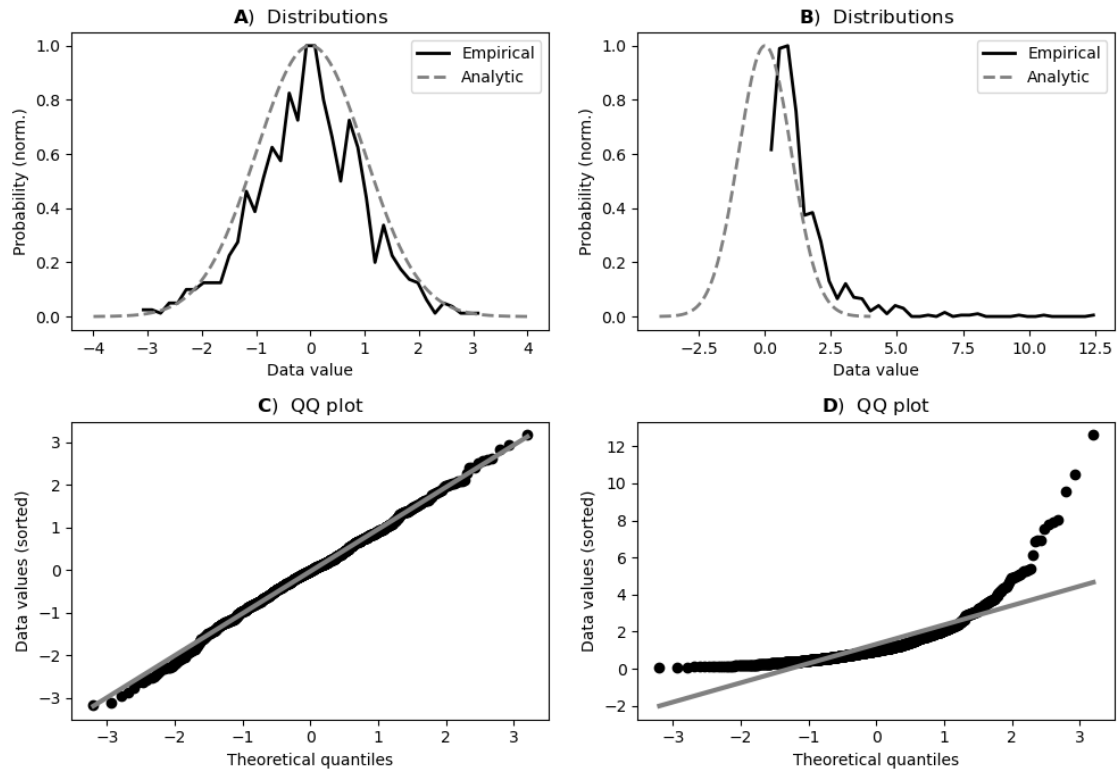 A) Distributions
Probability (norm.)
1.0
0.8
0.6
0.4
0.2
0.0
Empirical
Analytic
−4 −3 −2 −1 0 1 2 3 4
Data value
B) Distributions
Probability (norm.)
1.0
0.8
0.6
0.4
0.2
0.0
Empirical
Analytic
−2.5 0.0 2.5 5.0 7.5 10.0 12.5
Data value
C) QQ plot
Data values (sorted)
3
2
1
0
−1
−2
−3
−3 −2 −1 0 1 2 3
Theoretical quantiles
D) QQ plot
Data values (sorted)
12
10
8
6
4
2
0
−2
−3 −2 −1 0 1 2 3
Theoretical quantiles